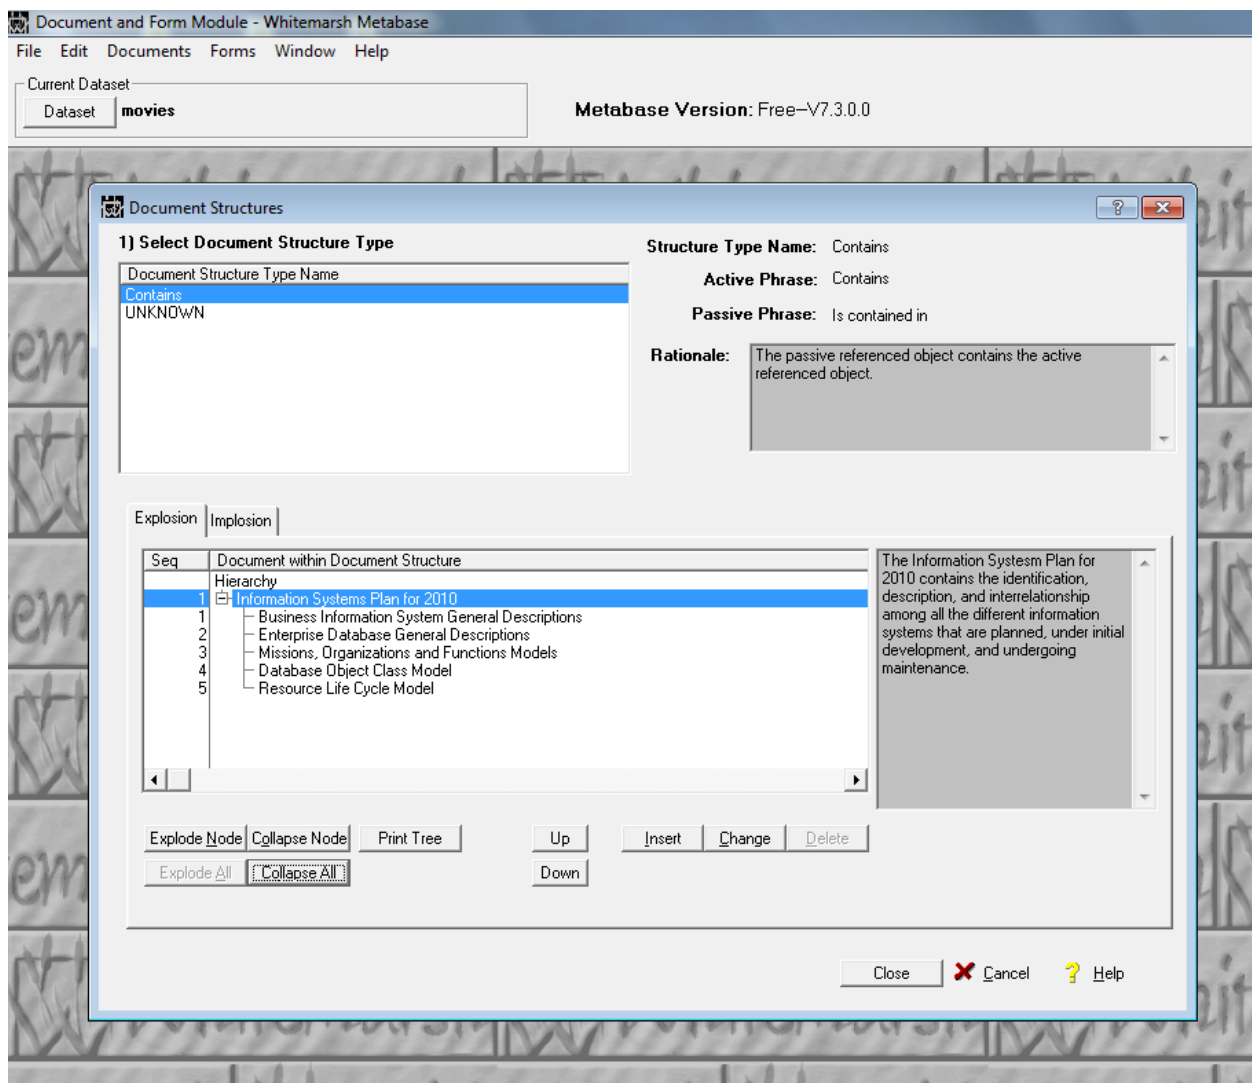 Document and Form Module - Whitemarsh Metabase
File Edit Documents Forms Window Help
Current Dataset
Dataset movies
Metabase Version: Free-V7.3.0.0
Document Structures
1) Select Document Structure Type
Document Structure Type Name
Contains
UNKNOWN
Structure Type Name: Contains
Active Phrase: Contains
Passive Phrase: Is contained in
Rationale: The passive referenced object contains the active
referenced object.
Explosion Implosion
Seq Document within Document Structure
Hierarchy
1 Information Systems Plan for 2010
1 Business Information System General Descriptions
2 Enterprise Database General Descriptions
3 Missions, Organizations and Functions Models
4 Database Object Class Model
5 Resource Life Cycle Model
The Information Systesm Plan for
2010 contains the identification,
description, and interrelationship
among all the different information
systems that are planned, under initial
development, and undergoing
maintenance.
Explode Node Collapse Node Print Tree Up Insert Change Delete
Explode All Collapse All Down
Close Cancel ? Help